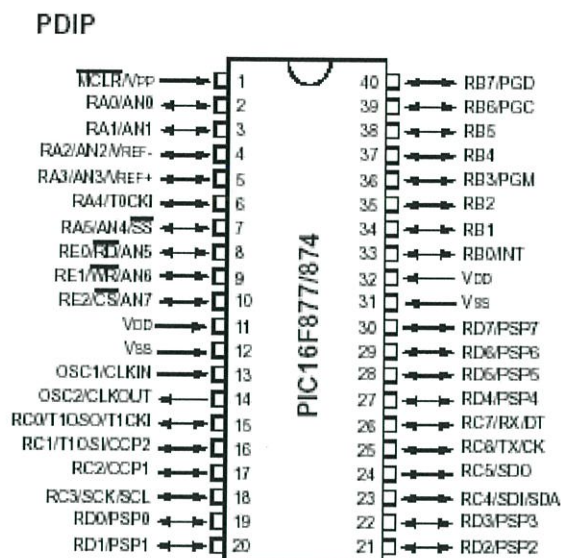 PDIP
MCLR/VPP 1 40 RB7/PGD
RA0/AN0 2 39 RB6/PGC
RA1/AN1 3 38 RB5
RA2/AN2/VREF- 4 37 RB4
RA3/AN3/VREF+ 5 36 RB3/PGM
RA4/T0CKI 6 35 RB2
RA5/AN4/SS 7 34 RB1
RE0/RD/AN5 8 33 RB0/INT
RE1/WR/AN6 9 32 VDD
RE2/CS/AN7 10 31 VSS
VDD 11 30 RD7/PSP7
VSS 12 29 RD6/PSP6
OSC1/CLKIN 13 28 RD5/PSP5
OSC2/CLKOUT 14 27 RD4/PSP4
RC0/T1OSO/T1CKI 15 26 RC7/RX/DT
RC1/T1OSI/CCP2 16 25 RC6/TX/CK
RC2/CCP1 17 24 RC5/SDO
RC3/SCK/SCL 18 23 RC4/SDI/SDA
RD0/PSP0 19 22 RD3/PSP3
RD1/PSP1 20 21 RD2/PSP2
PIC16F877/874